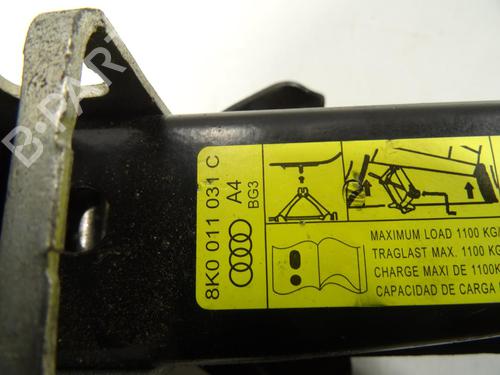 8K0 011 031 C
A4
BG3
MAXIMUM LOAD 1100 KG/
TRAGLAST MAX. 1100 KG
CHARGE MAXI DE 1100K
CAPACIDAD DE CARGA
B-PART